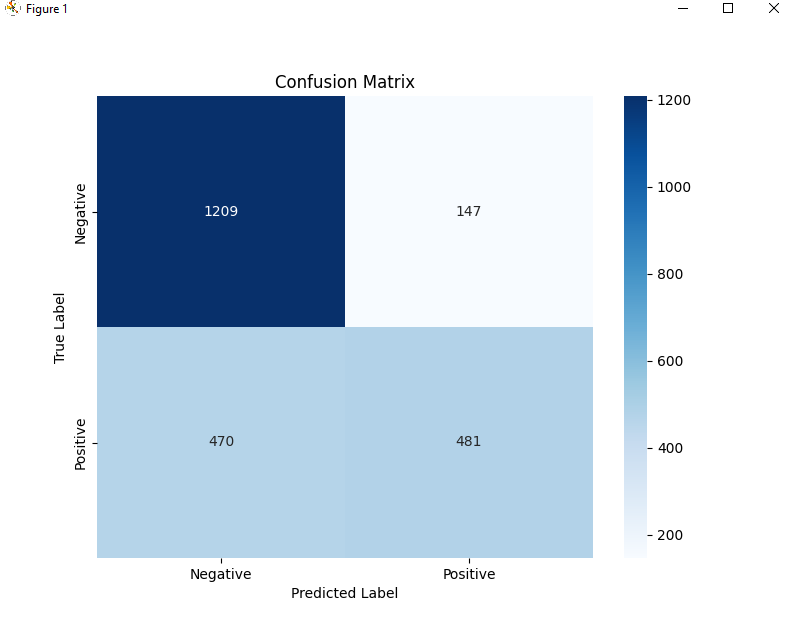 Figure 1
Confusion Matrix
1200
1000
800
600
400
200
Negative
1209
147
True Label
Positive
470
481
Negative
Positive
Predicted Label